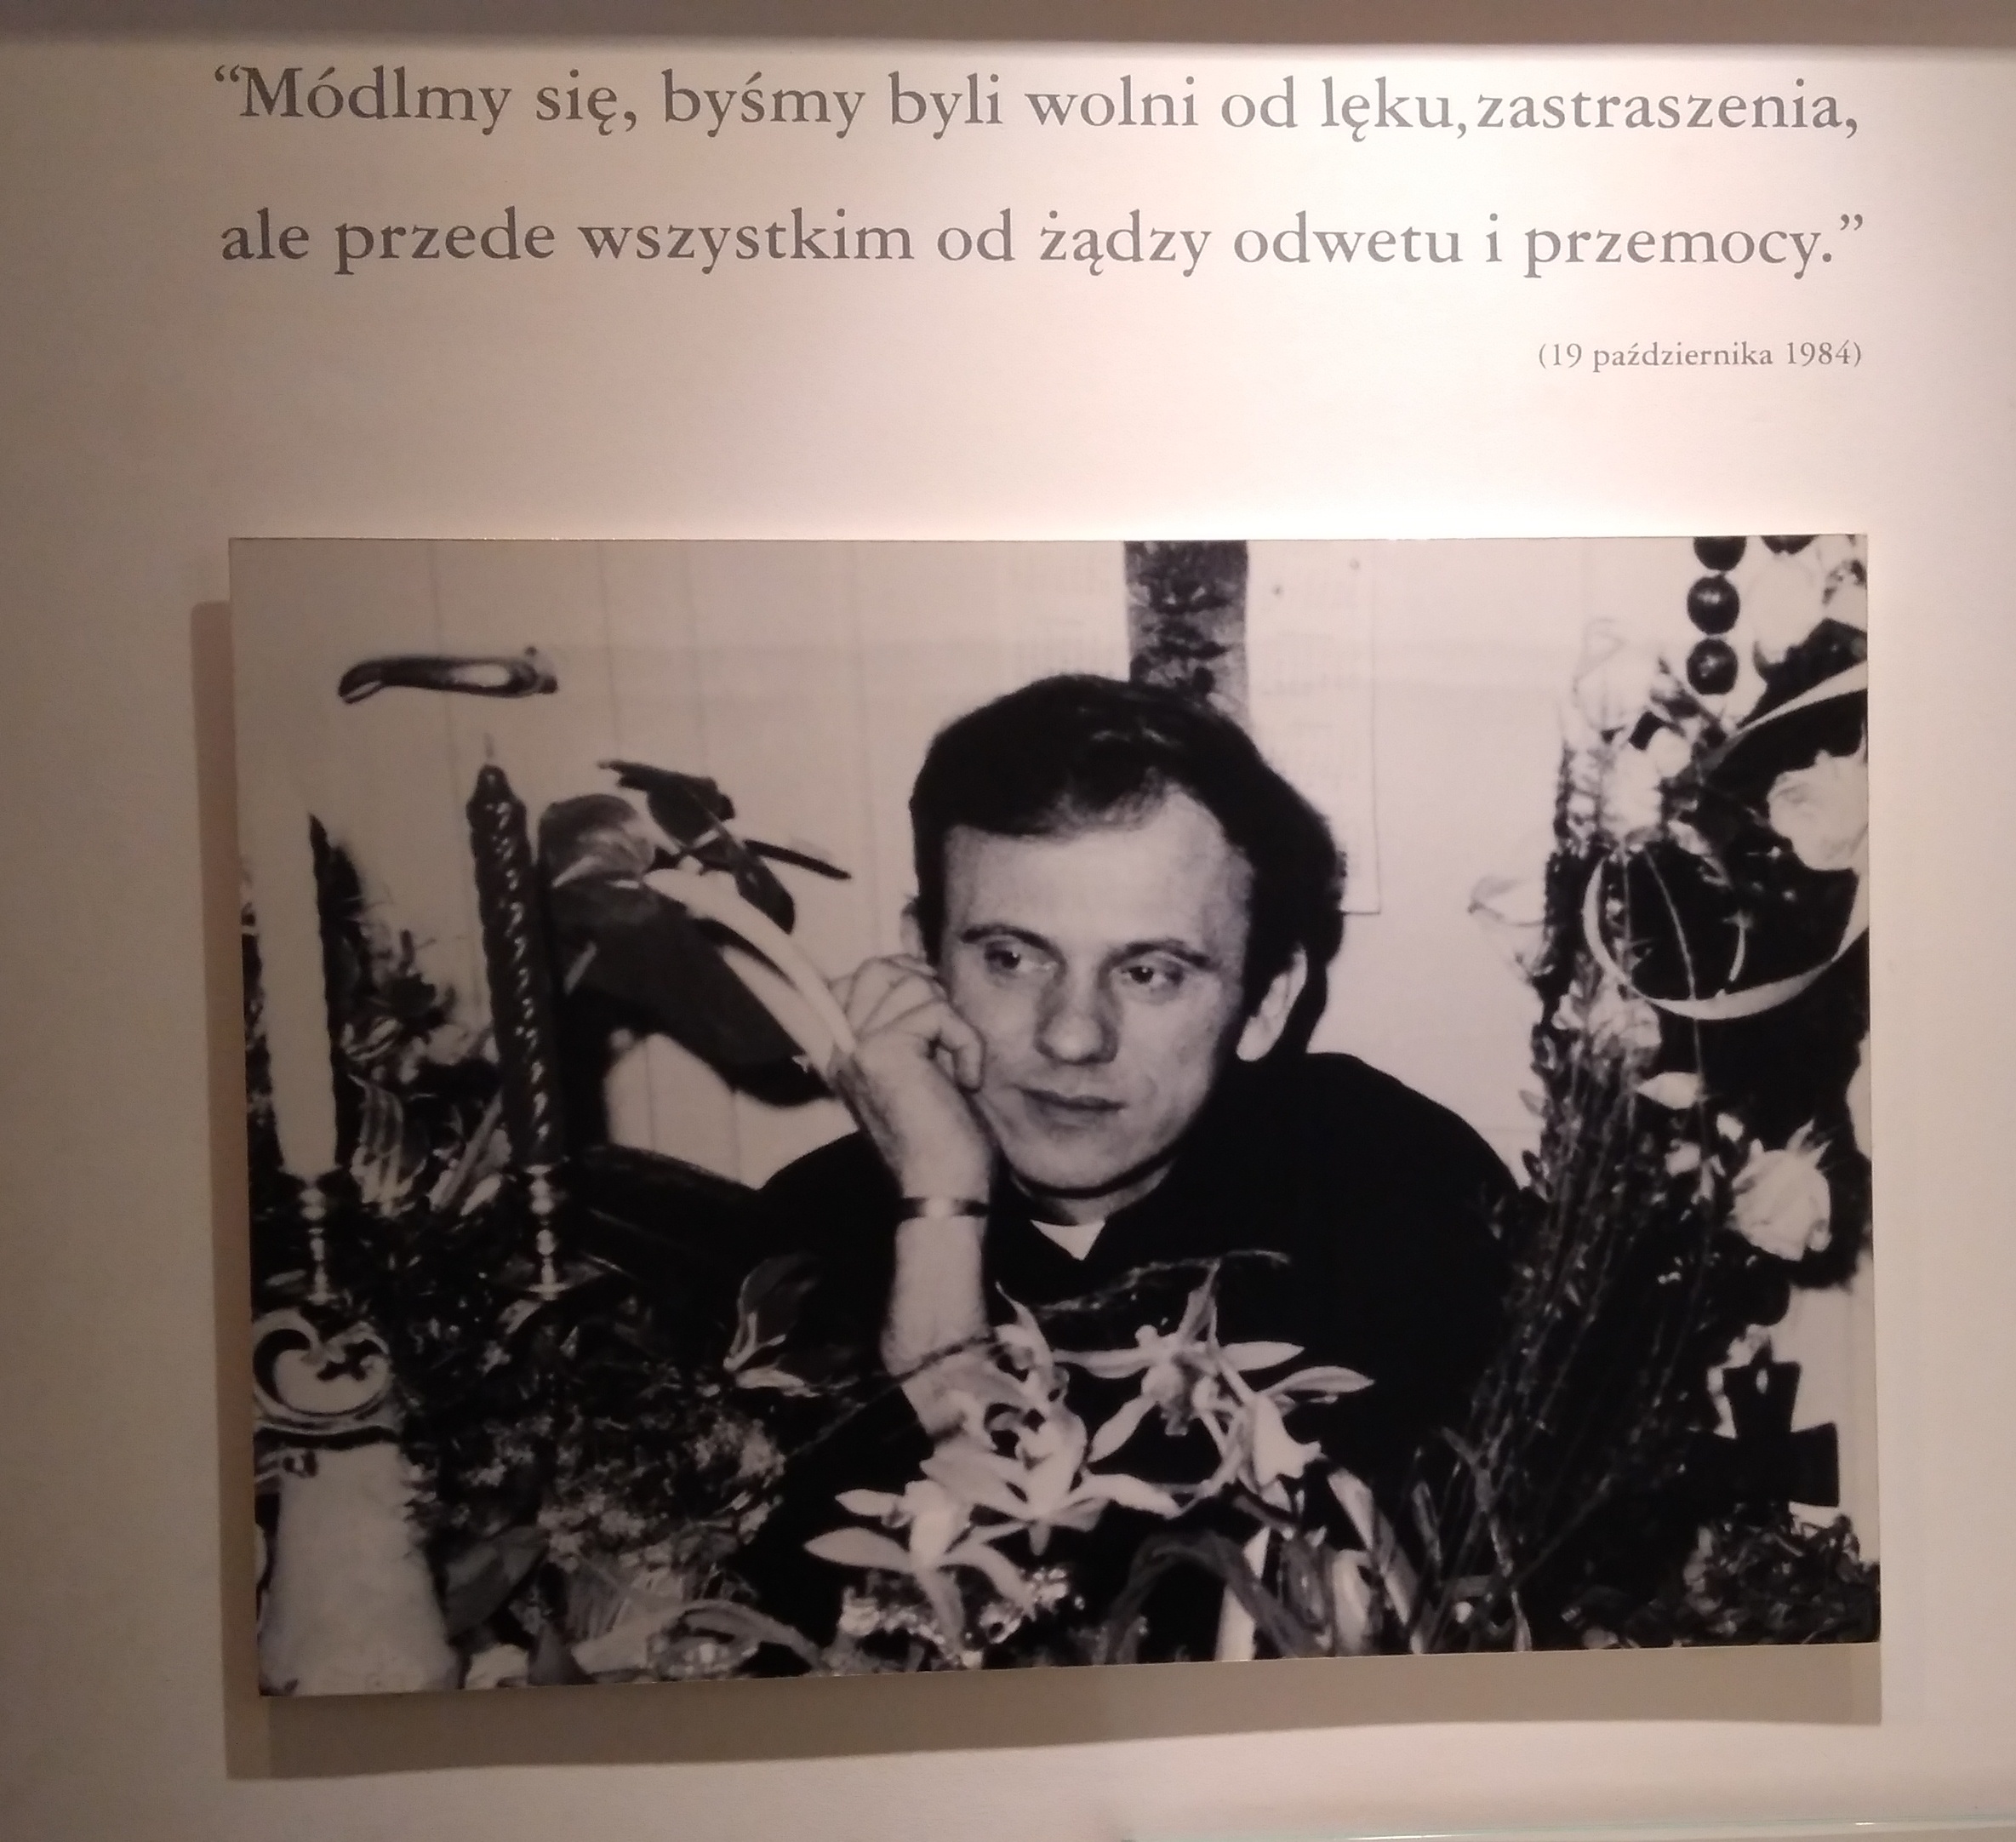 “Módlmy się, byśmy byli wolni od lęku, zastraszenia,
ale przede wszystkim od żądzy odwetu i przemocy.”
(19 października 1984)